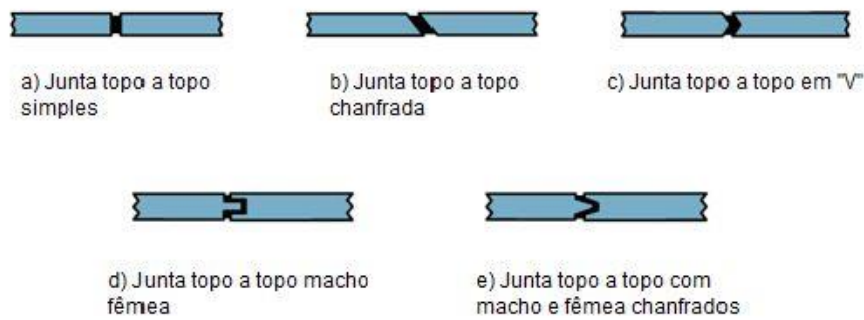 a) Junta topo a topo
simples
b) Junta topo a topo
chanfrada
c) Junta topo a topo em "V"
d) Junta topo a topo macho
fêmea
e) Junta topo a topo com
macho e fêmea chanfrados